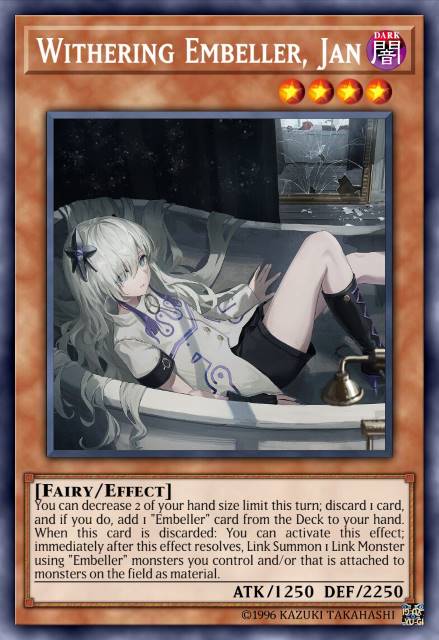 WITHERING EMBELLER, JAN
DARK
闇
[FAIRY/EFFECT]
You can decrease 2 of your hand size limit this turn; discard 1 card,
and if you do, add 1 "Embeller" card from the Deck to your hand.
When this card is discarded: You can activate this effect;
immediately after this effect resolves, Link Summon 1 Link Monster
using "Embeller" monsters you control and/or that is attached to
monsters on the field as material.
ATK/1250 DEF/2250
©1996 KAZUKI TAKAHASHI